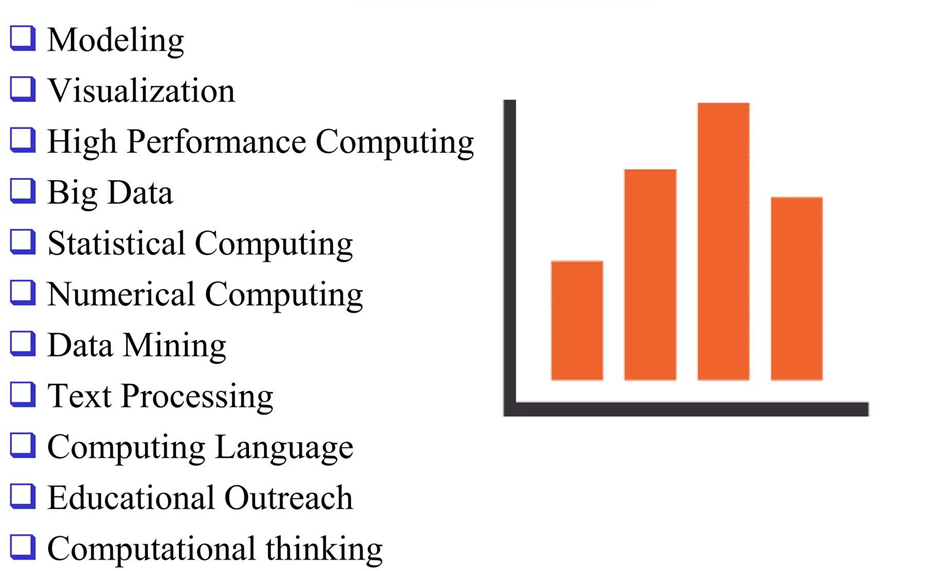 Modeling
Visualization
High Performance Computing
Big Data
Statistical Computing
Numerical Computing
Data Mining
Text Processing
Computing Language
Educational Outreach
Computational thinking